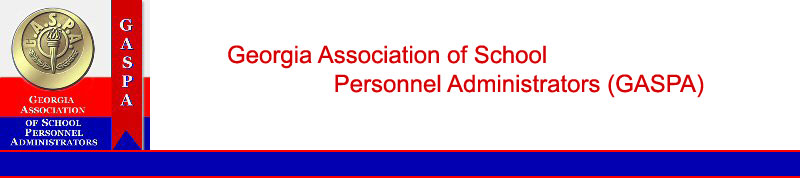 G.A.S.P.A.
GEORGIA
ASSOCIATION
OF SCHOOL
PERSONNEL
ADMINISTRATORS
G
A
S
P
A
Georgia Association of School
Personnel Administrators (GASPA)